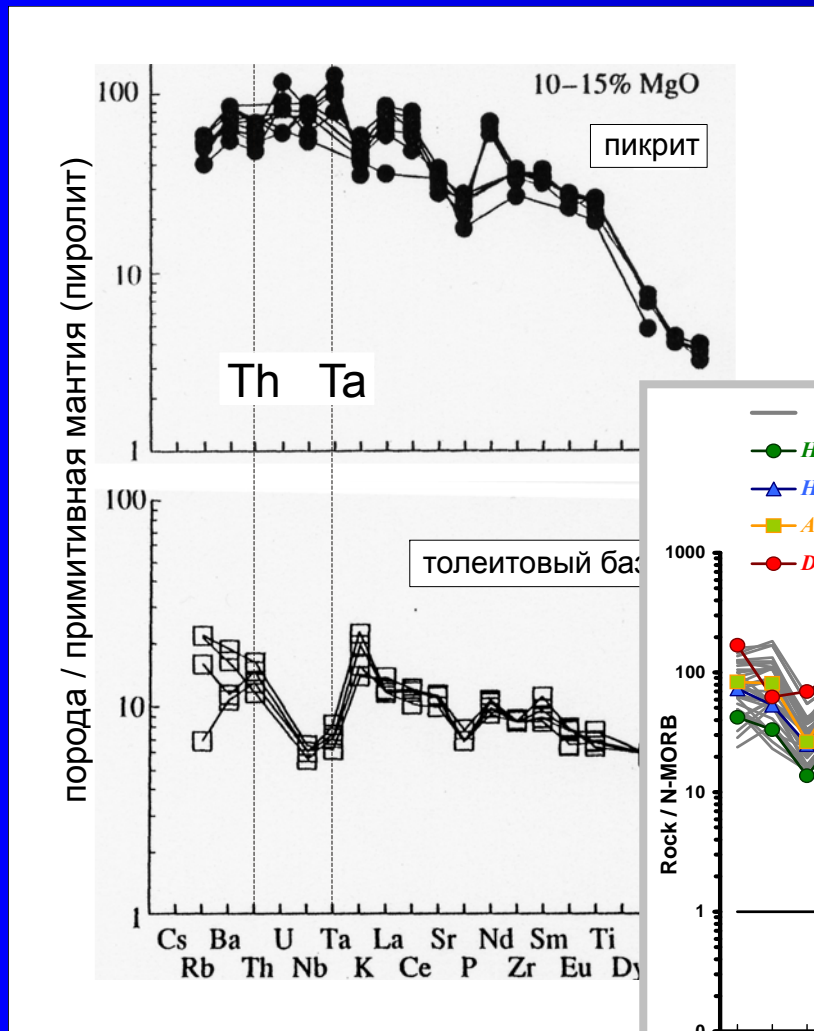 порода / примитивная мантия (пиролит)
100
10–15% MgO
пикрит
10
Th Ta
1
100
толеитовый баз
10
1
Cs Ba U Ta La Sr Nd Sm Ti
Rb Th Nb K Ce P Zr Eu Dy
H
H
A
D
Rock / N-MORB
1000
100
10
1
0